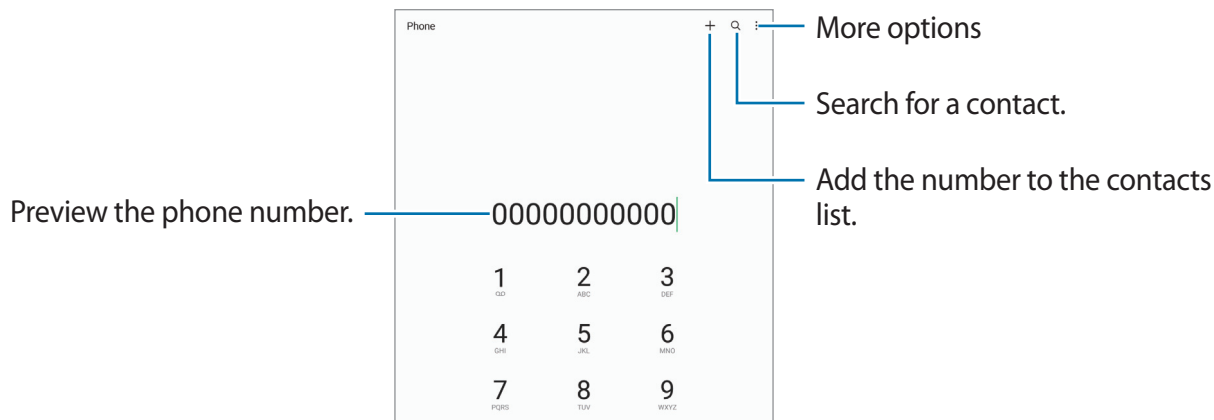 Phone
More options
Search for a contact.
Add the number to the contacts
list.
Preview the phone number.
00000000000
1 2 3
ABC DEF
4 5 6
GHI JKL MNO
7 8 9
PQRS TUV WXYZ